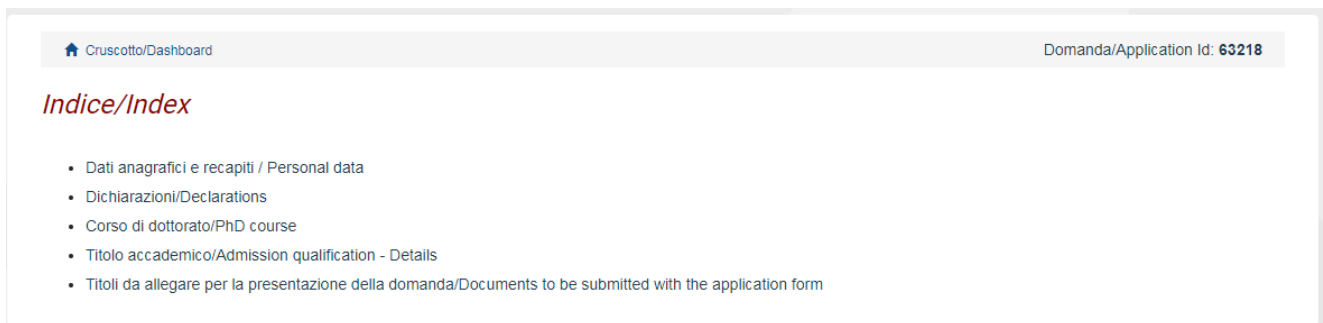 Cruscotto/Dashboard
Domanda/Application Id: 63218
Indice/Index
Dati anagrafici e recapiti / Personal data
Dichiarazioni/Declarations
Corso di dottorato/PhD course
Titolo accademico/Admission qualification - Details
Titoli da allegare per la presentazione della domanda/Documents to be submitted with the application form